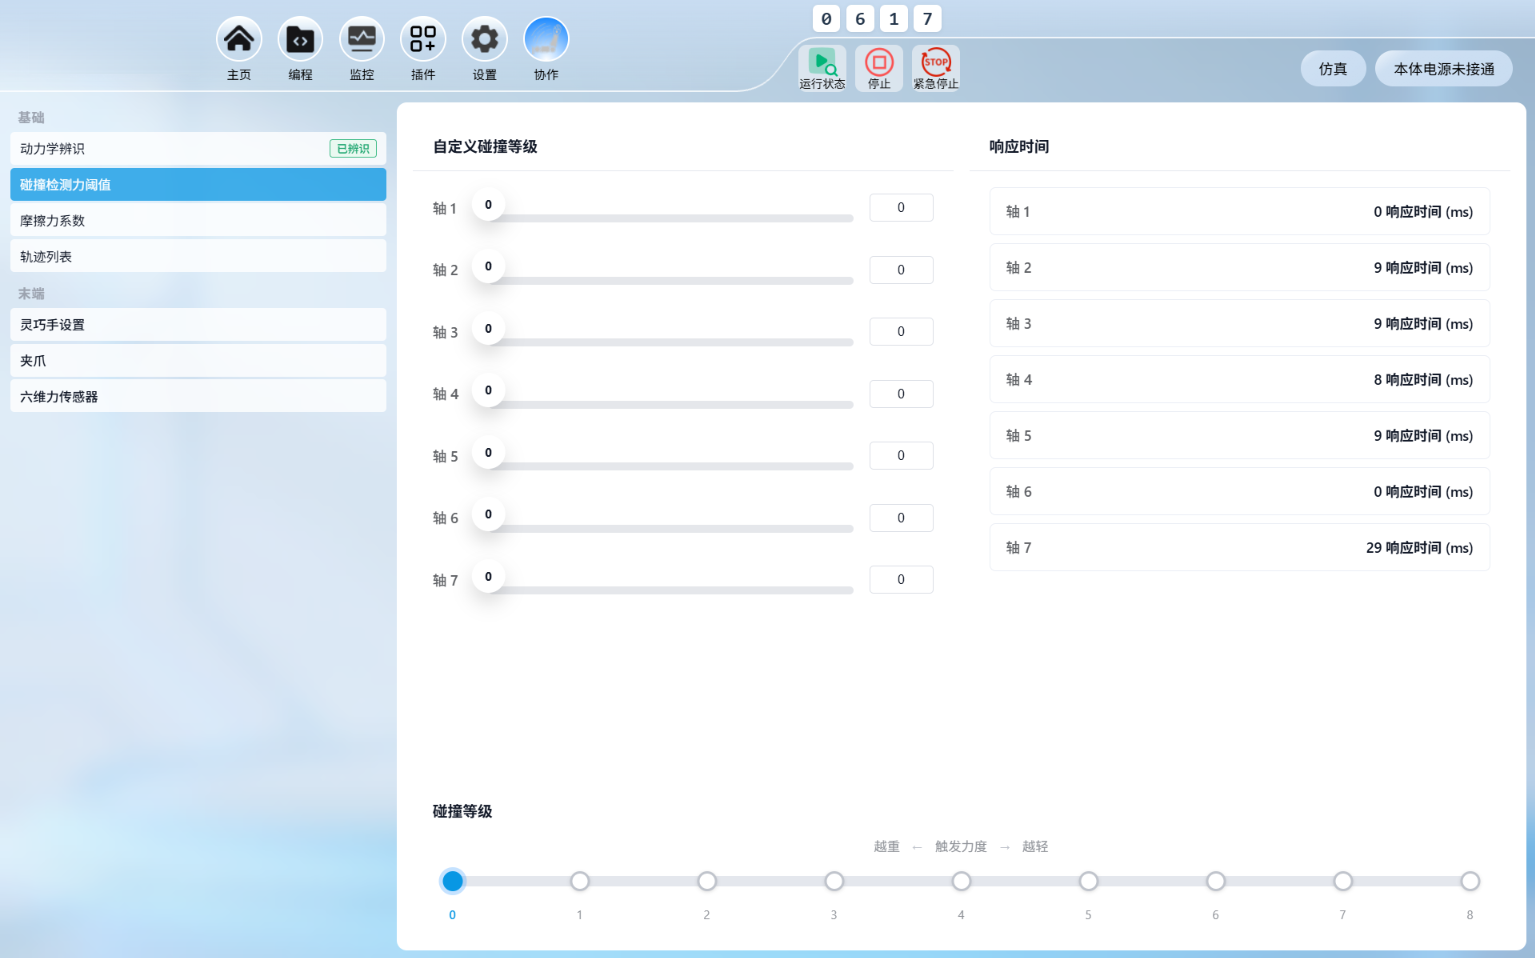 0 6 1 7
主页 编程 监控 插件 设置 协作
运行状态 停止 STOP 紧急停止
仿真 本体电源未接通
基础
动力学辨识 已辨识
碰撞检测力阈值
摩擦力系数
轨迹列表
末端
灵巧手设置
夹爪
六维力传感器
自定义碰撞等级
轴 1 0 0
轴 2 0 0
轴 3 0 0
轴 4 0 0
轴 5 0 0
轴 6 0 0
轴 7 0 0
响应时间
轴 1 0 响应时间 (ms)
轴 2 9 响应时间 (ms)
轴 3 9 响应时间 (ms)
轴 4 8 响应时间 (ms)
轴 5 9 响应时间 (ms)
轴 6 0 响应时间 (ms)
轴 7 29 响应时间 (ms)
碰撞等级
越重 ← 触发力度 → 越轻
0 1 2 3 4 5 6 7 8